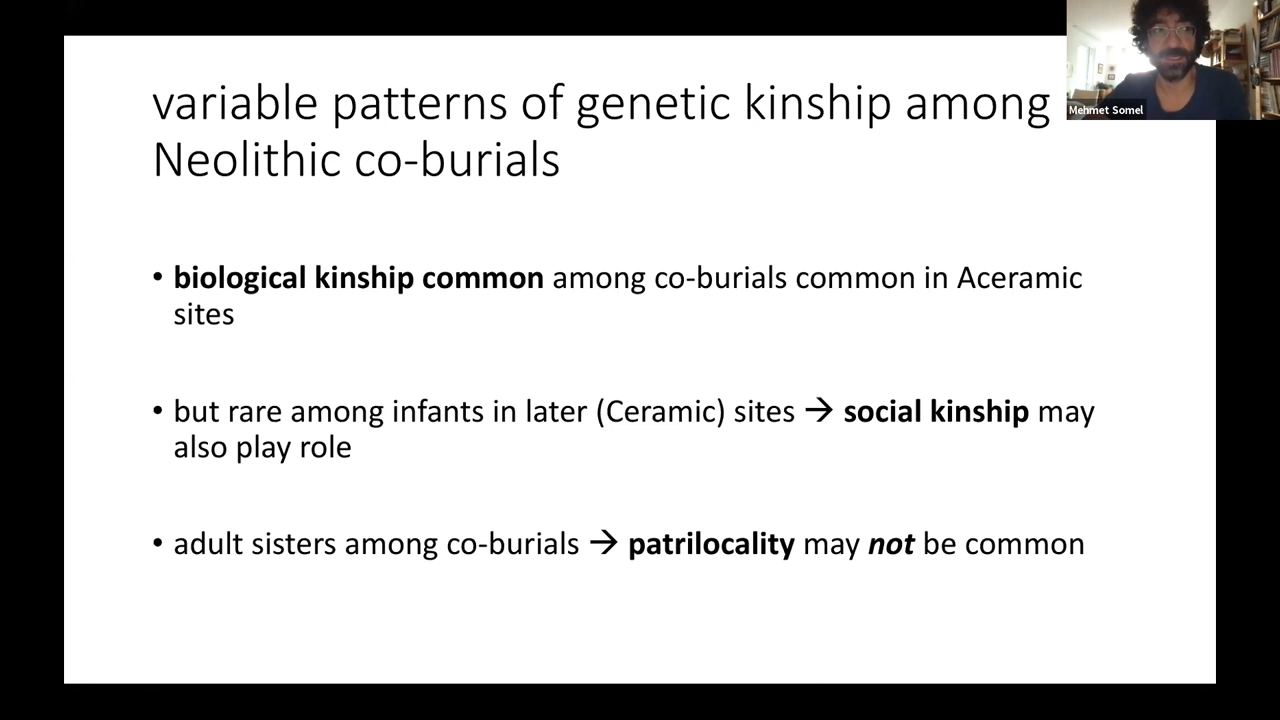 variable patterns of genetic kinship among
Neolithic co-burials
Mehmet Somel
• biological kinship common among co-burials common in Aceramic
sites
• but rare among infants in later (Ceramic) sites → social kinship may
also play role
• adult sisters among co-burials → patrilocality may not be common